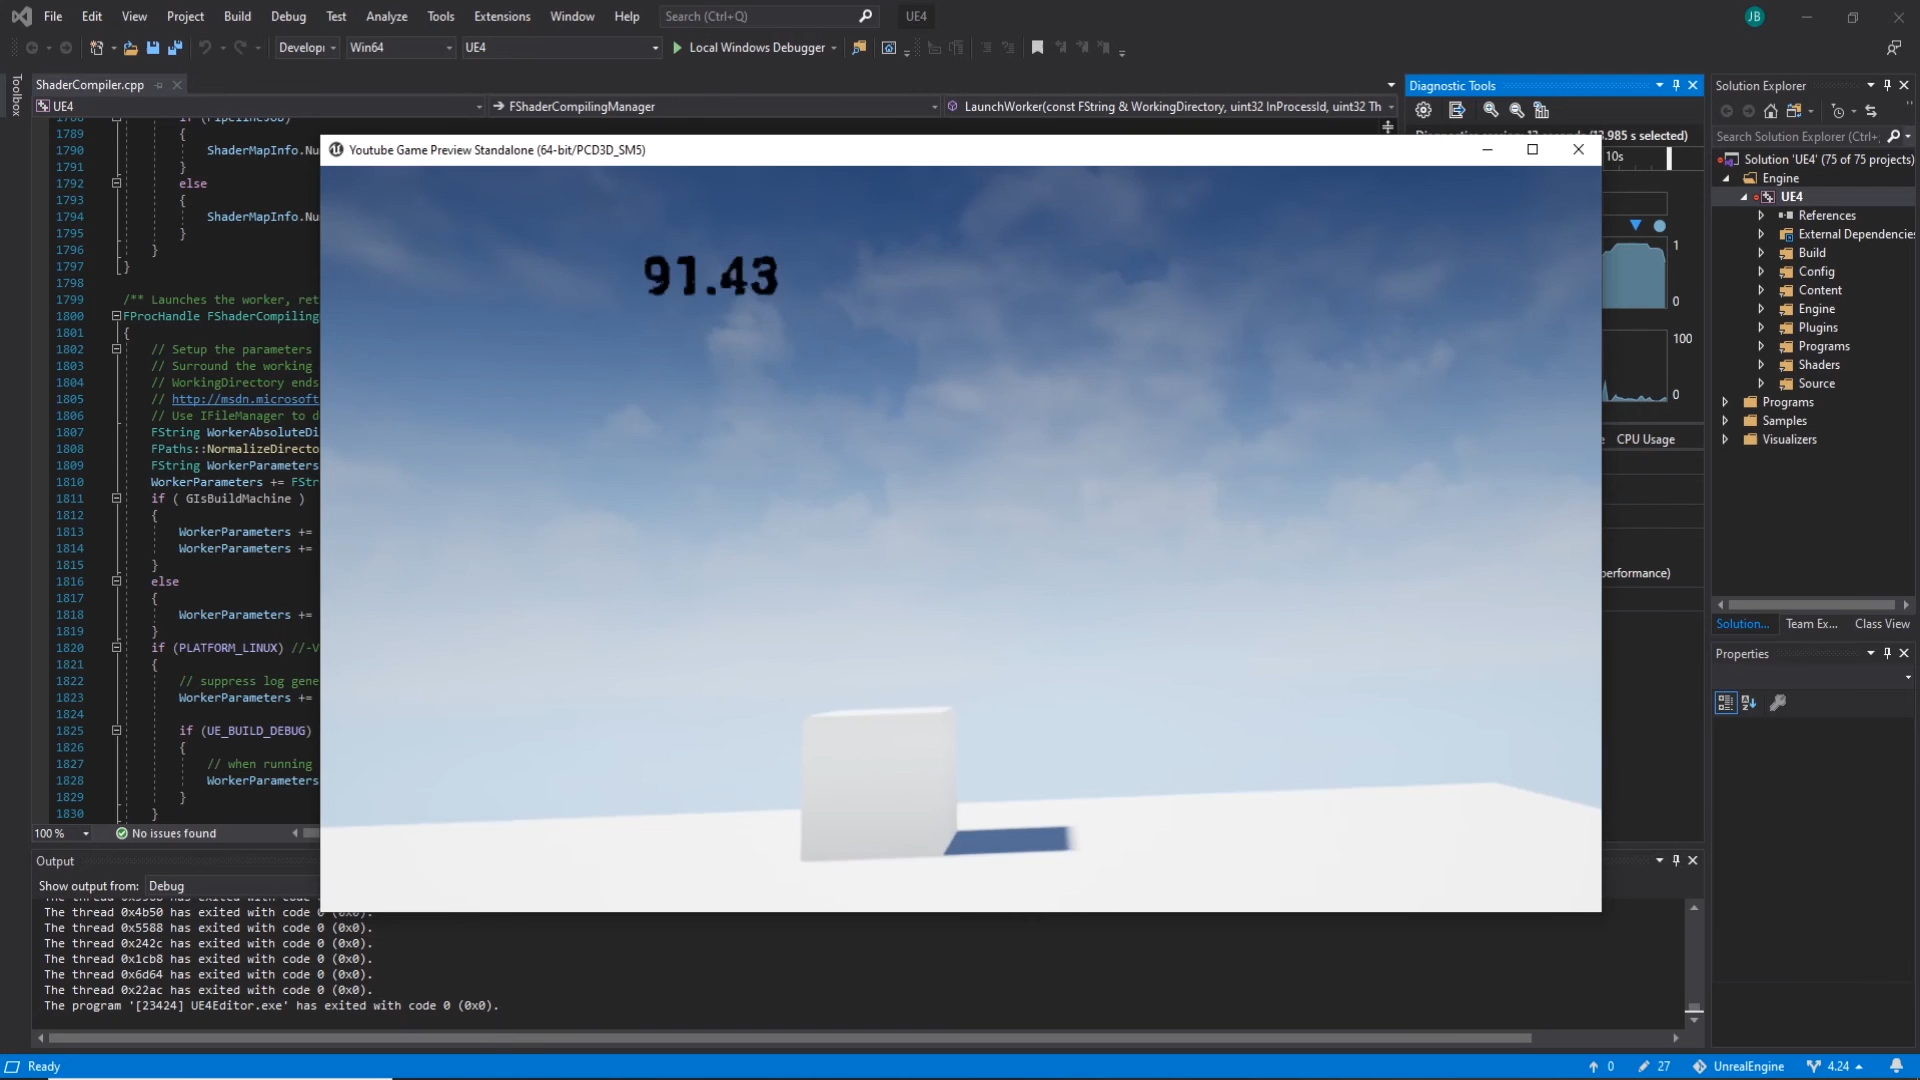 File Edit View Project Build Debug Test Analyze Tools Extensions Window Help Search (Ctrl+Q) UE4 JB
Win64 UE4 Local Windows Debugger
Toolbox
ShaderCompiler.cpp
UE4 FShaderCompilingManager LaunchWorker(const FString & WorkingDirectory, uint32 InProcessId, uint32 Th
1789 {
1790 ShaderMapInfo.Nu
1791 }
1792 else
1793 {
1794 ShaderMapInfo.Nu
1795 }
1796 }
1797 }
1798
1799 /** Launches the worker, ret
1800 FProcHandle FShaderCompiling
1801 {
1802 // Setup the parameters
1803 // Surround the working
1804 // WorkingDirectory ends
1805 // http://msdn.microsoft
1806 // Use IFileManager to d
1807 FString WorkerAbsoluteDi
1808 FPaths::NormalizeDirecto
1809 FString WorkerParameters
1810 WorkerParameters += FStr
1811 if ( GIsBuildMachine )
1812 {
1813 WorkerParameters +=
1814 WorkerParameters +=
1815 }
1816 else
1817 {
1818 WorkerParameters +=
1819 }
1820 if (PLATFORM_LINUX) //-V
1821 {
1822 // suppress log gene
1823 WorkerParameters +=
1824
1825 if (UE_BUILD_DEBUG)
1826 {
1827 // when running
1828 WorkerParameters
1829 }
1830 }
100 % No issues found
Youtube Game Preview Standalone (64-bit/PCD3D_SM5)
91.43
Diagnostic Tools
.985 s selected)
10s
1
0
100
0
CPU Usage
performance)
Solution Explorer
Search Solution Explorer (Ctrl+
Solution 'UE4' (75 of 75 projects)
Engine
UE4
References
External Dependencies
Build
Config
Content
Engine
Plugins
Programs
Shaders
Source
Programs
Samples
Visualizers
Solution... Team Ex... Class View
Properties
Output
Show output from: Debug
The thread 0x4b50 has exited with code 0 (0x0).
The thread 0x5588 has exited with code 0 (0x0).
The thread 0x242c has exited with code 0 (0x0).
The thread 0x1cb8 has exited with code 0 (0x0).
The thread 0x6d64 has exited with code 0 (0x0).
The thread 0x22ac has exited with code 0 (0x0).
The program '[23424] UE4Editor.exe' has exited with code 0 (0x0).
Ready 0 27 UnrealEngine 4.24